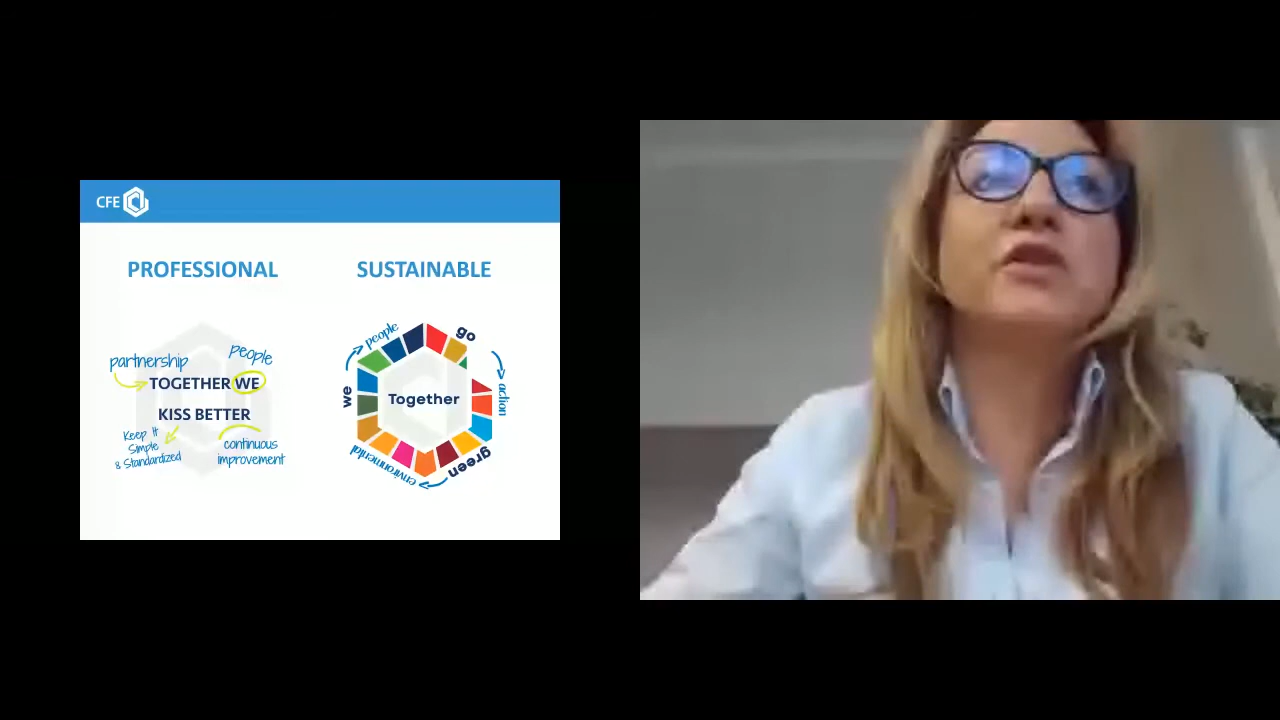 CFE
PROFESSIONAL
partnership
people
TOGETHER WE
KISS BETTER
Keep It
Simple
& Standardized
continuous
improvement
SUSTAINABLE
people
go
we
Together
action
environmental
green